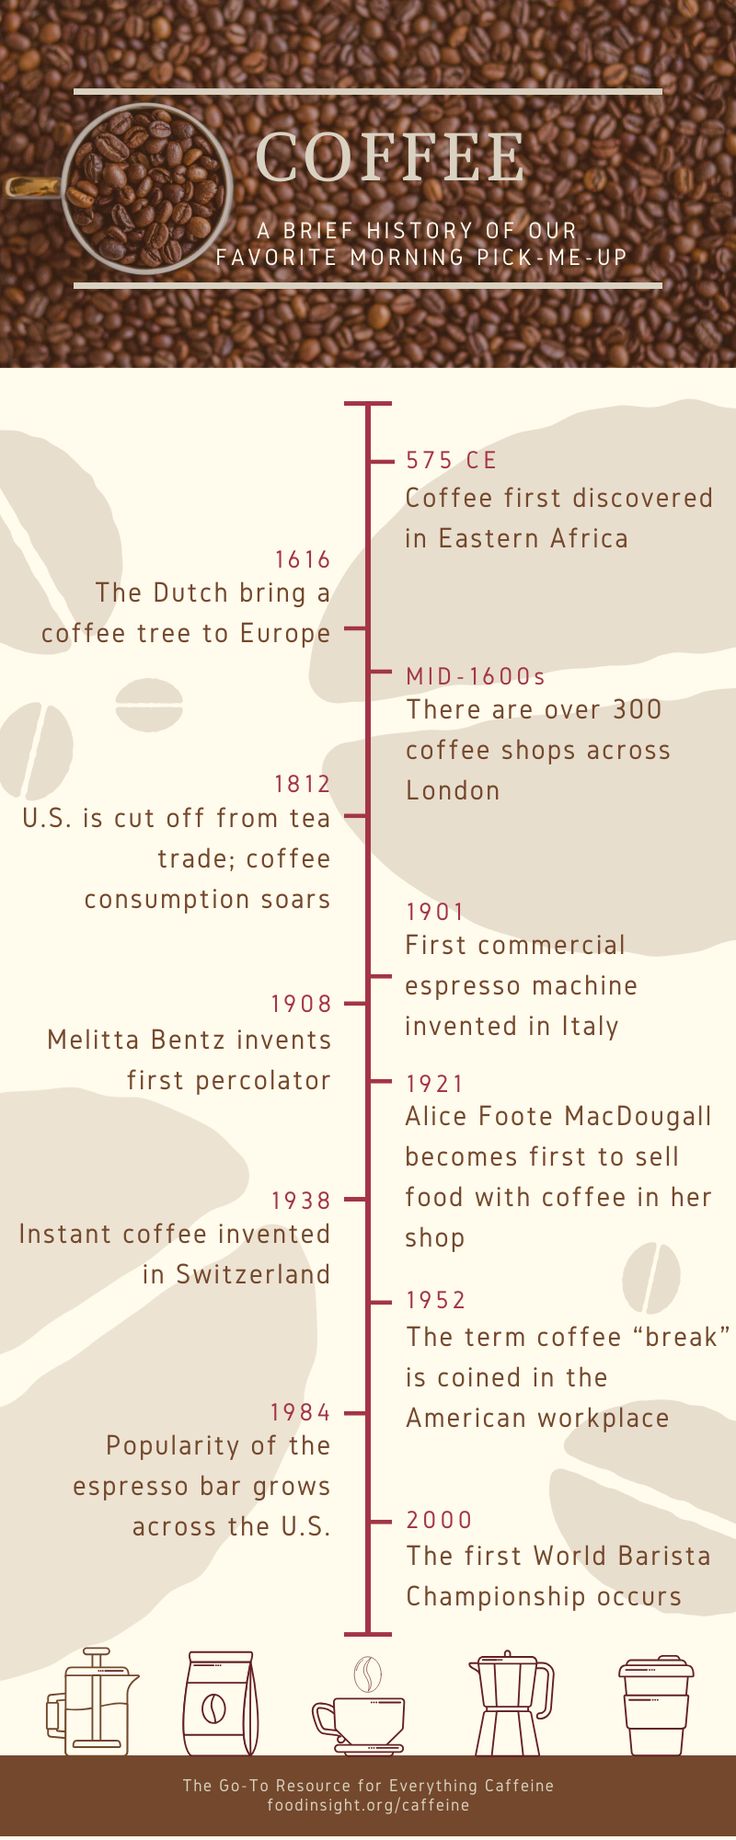 COFFEE
A BRIEF HISTORY OF OUR
FAVORITE MORNING PICK-ME-UP
575 CE
Coffee first discovered
in Eastern Africa
1616
The Dutch bring a
coffee tree to Europe
MID-1600s
There are over 300
coffee shops across
London
1812
U.S. is cut off from tea
trade; coffee
consumption soars
1901
First commercial
espresso machine
invented in Italy
1908
Melitta Bentz invents
first percolator
1921
Alice Foote MacDougall
becomes first to sell
food with coffee in her
shop
1938
Instant coffee invented
in Switzerland
1952
The term coffee “break”
is coined in the
American workplace
1984
Popularity of the
espresso bar grows
across the U.S.
2000
The first World Barista
Championship occurs
The Go-To Resource for Everything Caffeine
foodinsight.org/caffeine